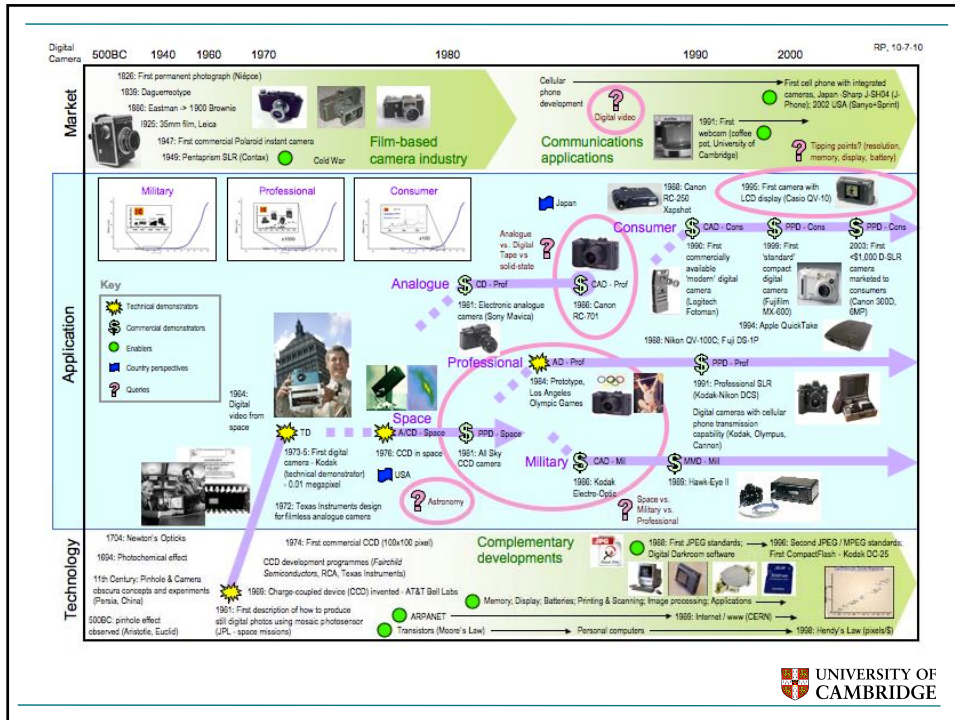 Digital
Camera
500BC 1940 1960 1970 1980 1990 2000
RP, 10-7-10
Market
1826: First permanent photograph (Niépce)
1839: Daguerreotype
1880: Eastman -> 1900 Brownie
1925: 35mm film, Leica
1947: First commercial Polaroid instant camera
1949: Pentaprism SLR (Contax)
Cold War
Film-based
camera industry
Cellular
phone
development
Digital video
Communications
applications
1991: First
webcam (coffee
pot, University of
Cambridge)
First cell phone with integrated
cameras, Japan -Sharp J-SH04 (J-
Phone); 2002 USA (Sanyo+Sprint)
Tipping points? (resolution,
memory, display, battery)
Application
Military
Professional
x1000
Consumer
x100
Japan
1988: Canon
RC-250
Xapshot
1995: First camera with
LCD display (Casio QV-10)
Consumer
CAD - Cons
PPD - Cons
PPD - Cons
1990: First
commercially
available
'modern' digital
camera
(Logitech
Fotoman)
1999: First
'standard'
compact
digital
camera
(Fujifilm
MX-600)
2003: First
<$1,000 D-SLR
camera
marketed to
consumers
(Canon 300D,
6MP)
Analogue
vs. Digital
Tape vs
solid-state
Analogue
CD - Prof
CAD - Prof
1981: Electronic analogue
camera (Sony Mavica)
1986: Canon
RC-701
1994: Apple QuickTake
1988: Nikon QV-100C; Fuji DS-1P
Key
Technical demonstrators
Commercial demonstrators
Enablers
Country perspectives
Queries
Professional
AD - Prof
PPD - Prof
1984: Prototype,
Los Angeles
Olympic Games
1991: Professional SLR
(Kodak-Nikon DCS)
Digital cameras with cellular
phone transmission
capability (Kodak, Olympus,
Cannon)
1964:
Digital
video from
space
Space
TD
A/CD - Space
PPD - Space
1973-5: First digital
camera - Kodak
(technical demonstrator)
- 0.01 megapixel
1976: CCD in space
1981: All Sky
CCD camera
USA
Astronomy
1972: Texas Instruments design
for filmless analogue camera
Military
CAD - Mil
MMD - Mill
1986: Kodak
Electro-Optic
1989: Hawk-Eye II
Space vs.
Military vs.
Professional
Technology
1704: Newton's Opticks
1694: Photochemical effect
11th Century: Pinhole & Camera
obscura concepts and experiments
(Persia, China)
500BC: pinhole effect
observed (Aristotle, Euclid)
1974: First commercial CCD (100x100 pixel)
CCD development programmes (Fairchild
Semiconductors, RCA, Texas Instruments)
1969: Charge-coupled device (CCD) invented - AT&T Bell Labs
1961: First description of how to produce
still digital photos using mosaic photosensor
(JPL - space missions)
Complementary
developments
JPG
1988: First JPEG standards;
Digital Darkroom software
1996: Second JPEG / MPEG standards;
First CompactFlash - Kodak DC-25
Memory; Display; Batteries; Printing & Scanning; Image processing; Applications
ARPANET
1989: Internet / www (CERN)
Transistors (Moore's Law)
Personal computers
1998: Hendy's Law (pixels/$)
UNIVERSITY OF
CAMBRIDGE